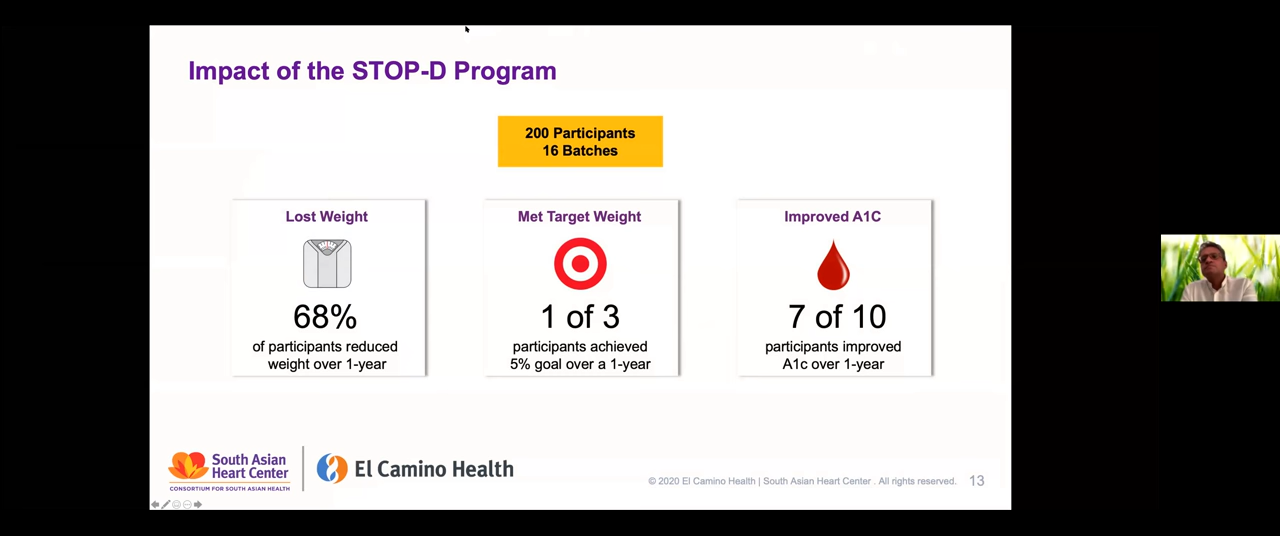 Impact of the STOP-D Program
200 Participants
16 Batches
Lost Weight
68%
of participants reduced
weight over 1-year
Met Target Weight
1 of 3
participants achieved
5% goal over a 1-year
Improved A1C
7 of 10
participants improved
A1c over 1-year
South Asian
Heart Center
CONSORTIUM FOR SOUTH ASIAN HEALTH
El Camino Health
© 2020 El Camino Health | South Asian Heart Center . All rights reserved.
13